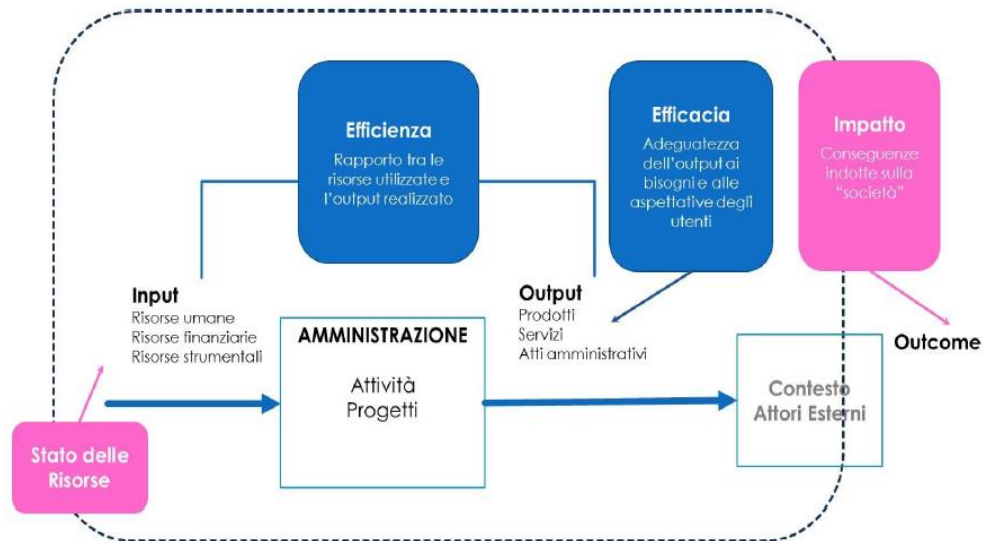 Efficienza
Rapporto tra le
risorse utilizzate e
l'output realizzato
Efficacia
Adeguatezza
dell'output ai
bisogni e alle
aspettative degli
utenti
Impatto
Conseguenze
indotte sulla
"società"
Input
Risorse umane
Risorse finanziarie
Risorse strumentali
AMMINISTRAZIONE
Attività
Progetti
Output
Prodotti
Servizi
Atti amministrativi
Outcome
Contesto
Attori Esterni
Stato delle
Risorse